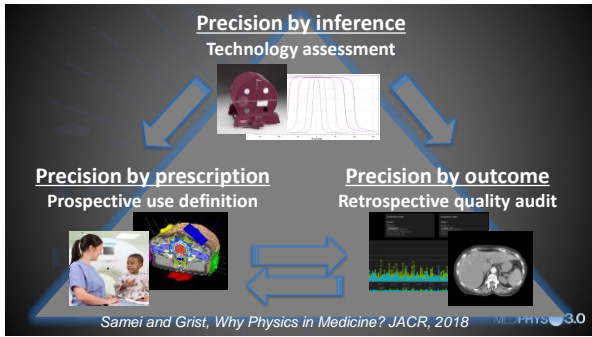 Precision by inference
Technology assessment
Precision by prescription
Prospective use definition
Precision by outcome
Retrospective quality audit
Samei and Grist, Why Physics in Medicine? JACR, 2018
MEDPHYS 3.0